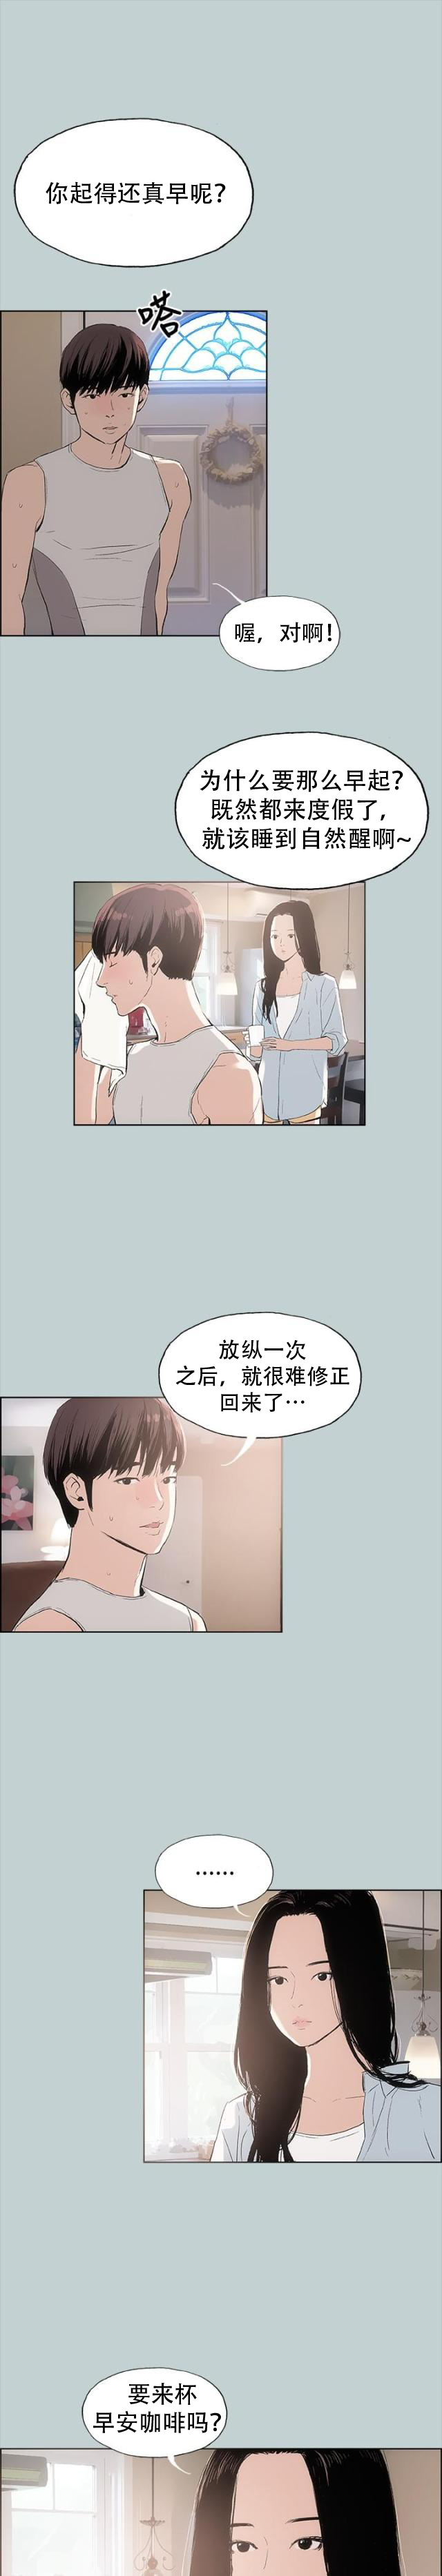 你起得还真早呢?
嗒
喔，对啊!
为什么要那么早起?
既然都来度假了,
就该睡到自然醒啊~
放纵一次
之后，就很难修正
回来了…
……
要来杯
早安咖啡吗?